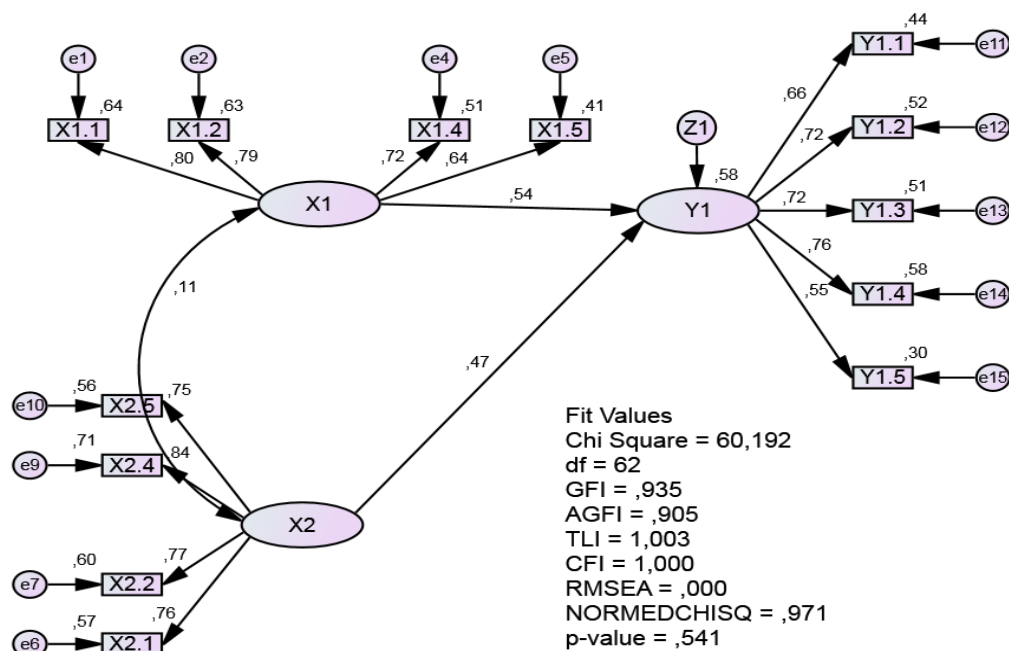 e1
e2
e4
e5
,64
,63
,51
,41
X1.1
X1.2
X1.4
X1.5
,80
,79
,72
,64
X1
,54
Z1
,58
Y1
,44
Y1.1
e11
,66
,52
Y1.2
e12
,72
,51
Y1.3
e13
,72
,58
Y1.4
e14
,76
,30
Y1.5
e15
,55
,11
,47
,56
e10
X2.5
,75
,71
e9
X2.4
,84
X2
,60
e7
X2.2
,77
,57
e6
X2.1
,76
Fit Values
Chi Square = 60,192
df = 62
GFI = ,935
AGFI = ,905
TLI = 1,003
CFI = 1,000
RMSEA = ,000
NORMEDCHISQ = ,971
p-value = ,541